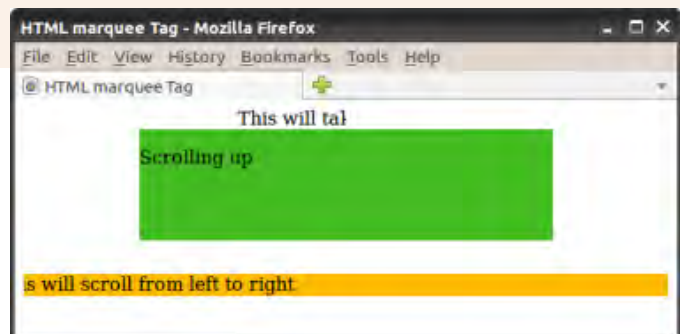 HTML marquee Tag - Mozilla Firefox
File Edit View History Bookmarks Tools Help
HTML marquee Tag
This will tal
Scrolling up
s will scroll from left to right